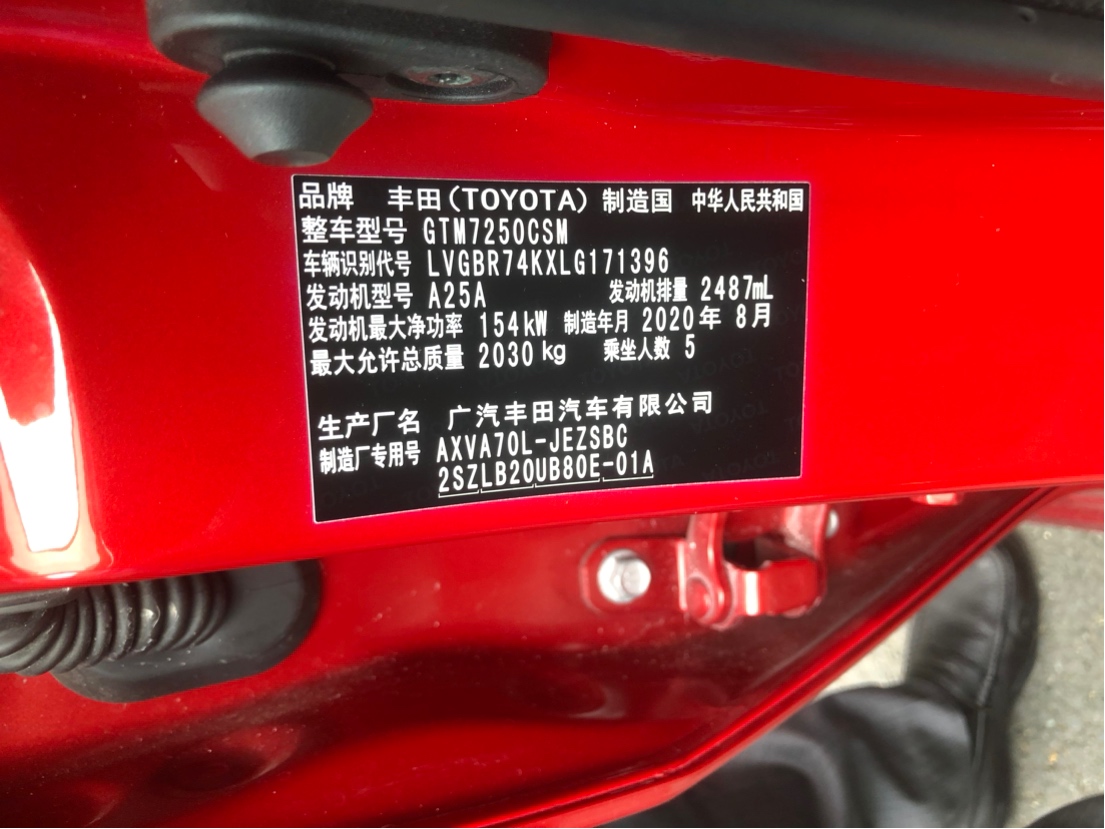 品牌 丰田(TOYOTA) 制造国 中华人民共和国
整车型号 GTM7250CSM
车辆识别代号 LVGBR74KXLG171396
发动机型号 A25A 发动机排量 2487mL
发动机最大净功率 154kW 制造年月 2020年 8月
最大允许总质量 2030kg 乘坐人数 5
生产厂名 广汽丰田汽车有限公司
制造厂专用号 AXVA70L-JEZSBC
2SZLB20UB80E-01A